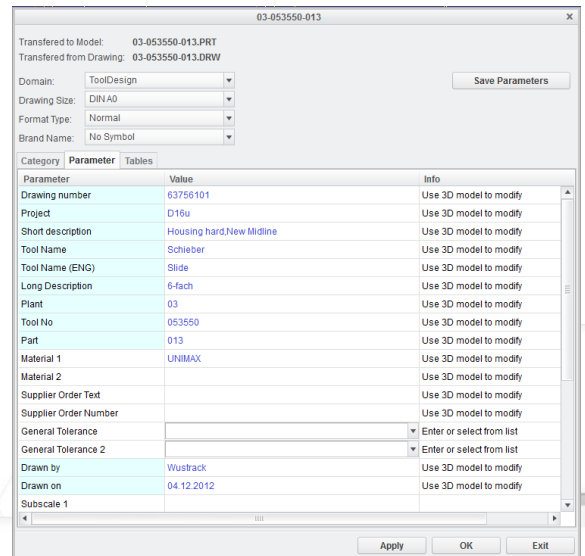 03-053550-013 x
Transfered to Model: 03-053550-013.PRT
Transfered from Drawing: 03-053550-013.DRW
Domain: ToolDesign Save Parameters
Drawing Size: DIN A0
Format Type: Normal
Brand Name: No Symbol
Category Parameter Tables
Parameter Value Info
Drawing number 63756101 Use 3D model to modify
Project D16u Use 3D model to modify
Short description Housing hard,New Midline Use 3D model to modify
Tool Name Schieber Use 3D model to modify
Tool Name (ENG) Slide Use 3D model to modify
Long Description 6-fach Use 3D model to modify
Plant 03 Use 3D model to modify
Tool No 053550 Use 3D model to modify
Part 013 Use 3D model to modify
Material 1 UNIMAX Use 3D model to modify
Material 2 Use 3D model to modify
Supplier Order Text Use 3D model to modify
Supplier Order Number Use 3D model to modify
General Tolerance Enter or select from list
General Tolerance 2 Enter or select from list
Drawn by Wustrack Use 3D model to modify
Drawn on 04.12.2012 Use 3D model to modify
Subscale 1
Apply OK Exit